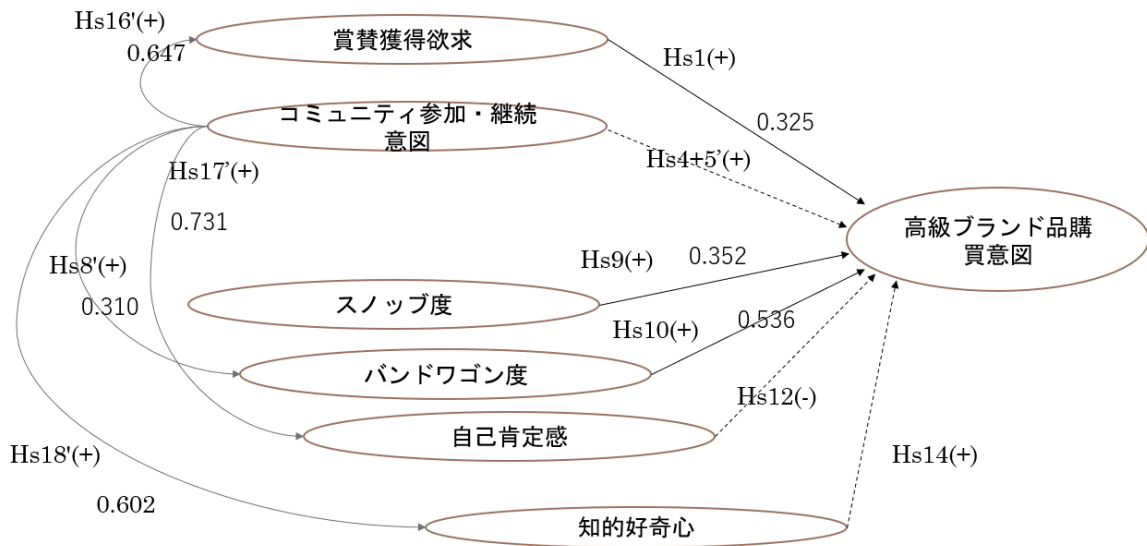 Hs16'(+)
0.647
賞賛獲得欲求
Hs1(+)
0.325
コミュニティ参加・継続
意図
Hs4+5’(+)
Hs17’(+)
0.731
高級ブランド品購
買意図
Hs8'(+)
0.310
スノッブ度
Hs9(+)
0.352
バンドワゴン度
Hs10(+)
0.536
自己肯定感
Hs12(-)
Hs18'(+)
0.602
知的好奇心
Hs14(+)